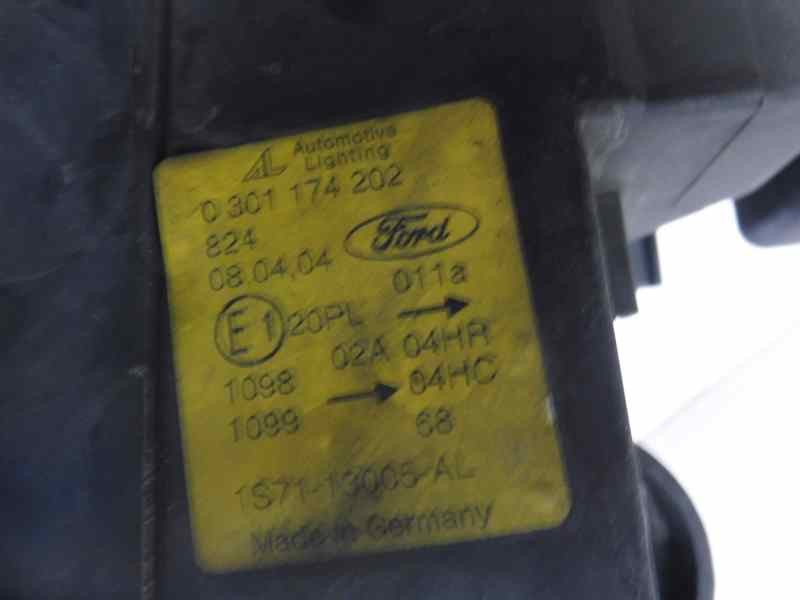 AL Automotive
Lighting
0 301 174 202
824
Ford
08.04.04
011a
E1 20PL →
02A 04HR
1098 → 04HC
1099 68
1S71-13005-AL
Made in Germany